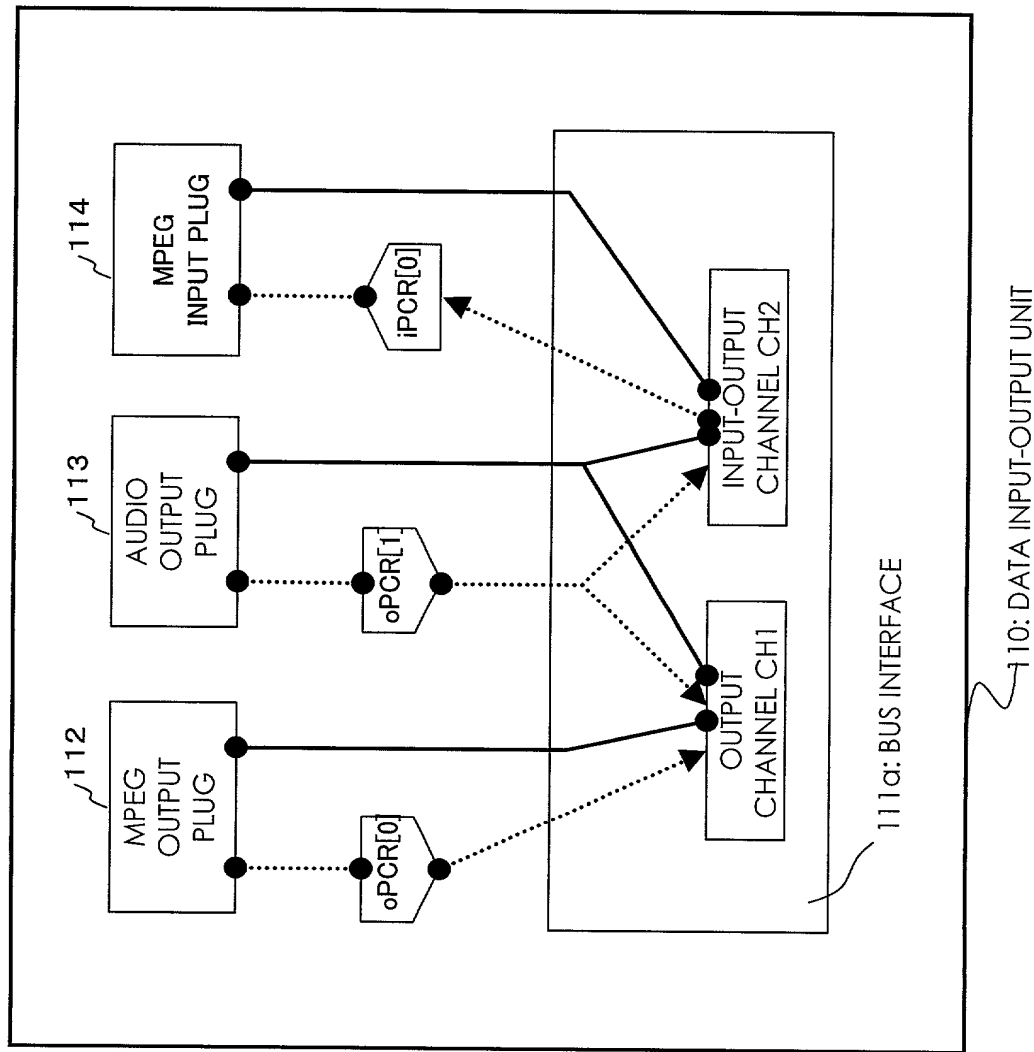 112
MPEG
OUTPUT
PLUG
113
AUDIO
OUTPUT
PLUG
114
MPEG
INPUT PLUG
oPCR[0]
oPCR[1]
iPCR[0]
OUTPUT
CHANNEL CH1
INPUT-OUTPUT
CHANNEL CH2
111a: BUS INTERFACE
110: DATA INPUT-OUTPUT UNIT